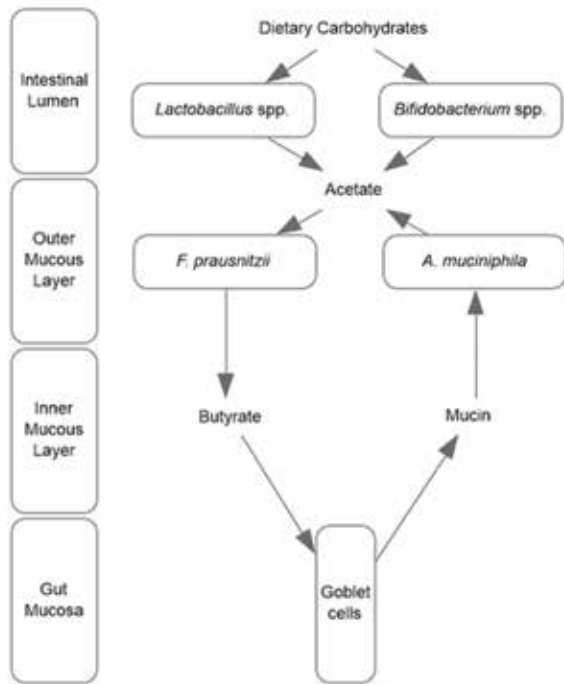 Dietary Carbohydrates
Intestinal
Lumen
Lactobacillus spp.
Bifidobacterium spp.
Acetate
Outer
Mucous
Layer
F. prausnitzii
A. muciniphila
Inner
Mucous
Layer
Butyrate
Mucin
Gut
Mucosa
Goblet
cells